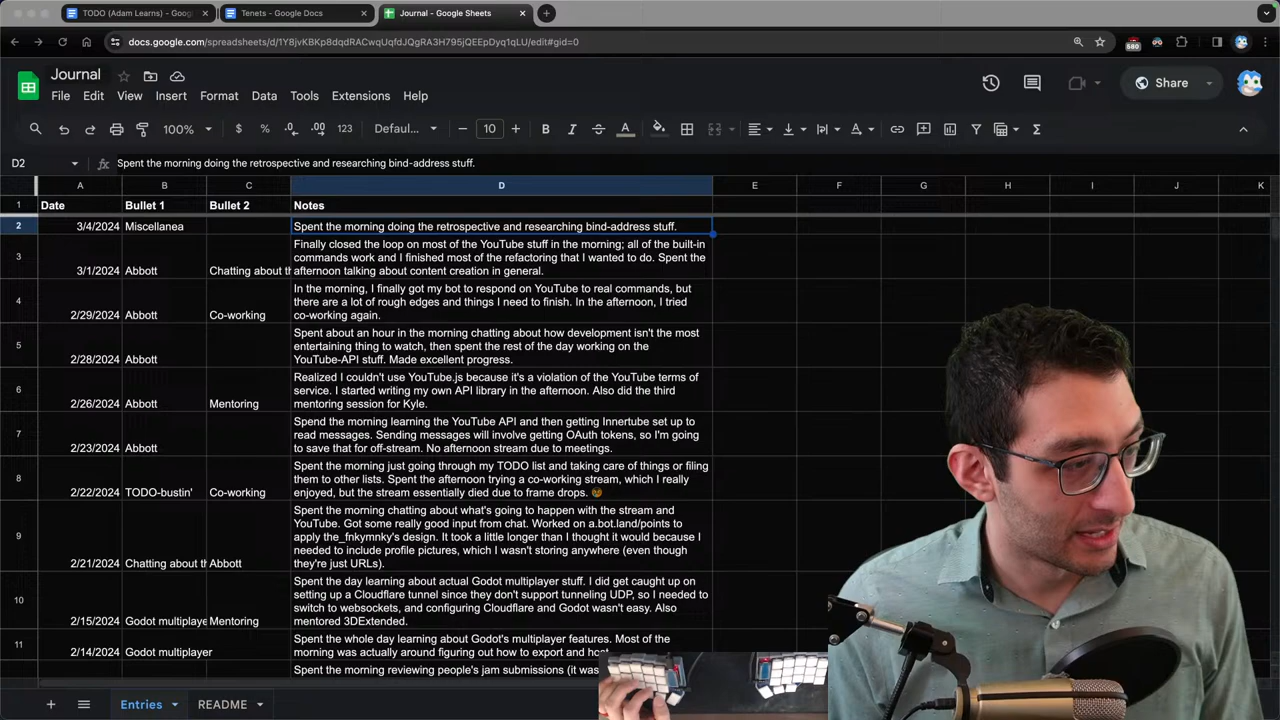 TODO (Adam Learns) - Goog
Tenets - Google Docs
Journal - Google Sheets
docs.google.com/spreadsheets/d/1Y8jvKBKp8dqdRACwqUqfdJQgRA3H795jQEEpDyq1qLU/edit#gid=0
580
Journal
File Edit View Insert Format Data Tools Extensions Help
Share
100% $ % .0 .00 123 Defaul... 10 B I A
D2 fx Spent the morning doing the retrospective and researching bind-address stuff.
A B C D E F G H I J K
1 Date Bullet 1 Bullet 2 Notes
2 3/4/2024 Miscellanea Spent the morning doing the retrospective and researching bind-address stuff.
Finally closed the loop on most of the YouTube stuff in the morning; all of the built-in
3 commands work and I finished most of the refactoring that I wanted to do. Spent the
3/1/2024 Abbott Chatting about th afternoon talking about content creation in general.
In the morning, I finally got my bot to respond on YouTube to real commands, but
4 there are a lot of rough edges and things I need to finish. In the afternoon, I tried
2/29/2024 Abbott Co-working co-working again.
Spent about an hour in the morning chatting about how development isn't the most
5 entertaining thing to watch, then spent the rest of the day working on the
2/28/2024 Abbott YouTube-API stuff. Made excellent progress.
Realized I couldn't use YouTube.js because it's a violation of the YouTube terms of
6 service. I started writing my own API library in the afternoon. Also did the third
2/26/2024 Abbott Mentoring mentoring session for Kyle.
Spend the morning learning the YouTube API and then getting Innertube set up to
7 read messages. Sending messages will involve getting OAuth tokens, so I'm going
2/23/2024 Abbott to save that for off-stream. No afternoon stream due to meetings.
Spent the morning just going through my TODO list and taking care of things or filing
8 them to other lists. Spent the afternoon trying a co-working stream, which I really
2/22/2024 TODO-bustin' Co-working enjoyed, but the stream essentially died due to frame drops.
Spent the morning chatting about what's going to happen with the stream and
YouTube. Got some really good input from chat. Worked on a.bot.land/points to
9 apply the_fnkymnky's design. It took a little longer than I thought it would because I
needed to include profile pictures, which I wasn't storing anywhere (even though
2/21/2024 Chatting about th Abbott they're just URLs).
Spent the day learning about actual Godot multiplayer stuff. I did get caught up on
10 setting up a Cloudflare tunnel since they don't support tunneling UDP, so I needed to
switch to websockets, and configuring Cloudflare and Godot wasn't easy. Also
2/15/2024 Godot multiplaye Mentoring mentored 3DExtended.
11 Spent the whole day learning about Godot's multiplayer features. Most of the
2/14/2024 Godot multiplayer morning was actually around figuring out how to export and
Spent the morning reviewing people's jam submissions (it was
Entries README